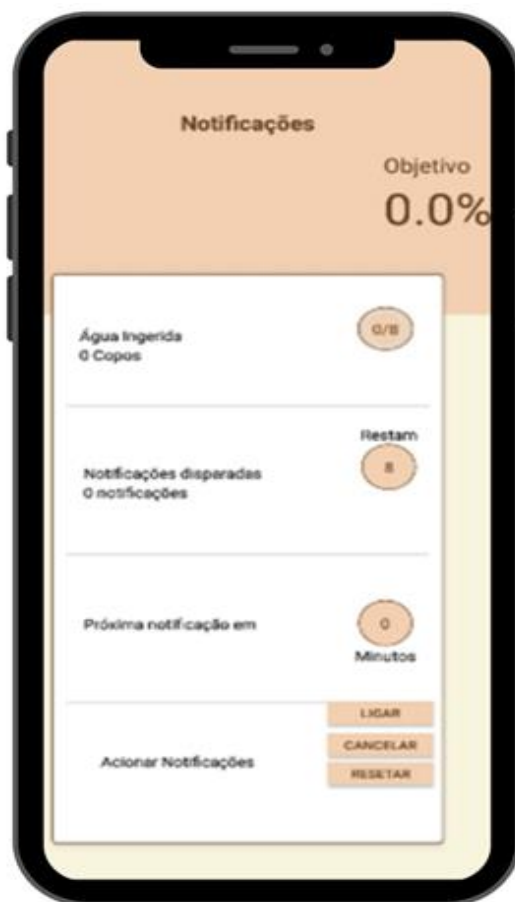 Notificações
Objetivo
0.0%
Água Ingerida
0 Copos
0/8
Restam
8
Notificações disparadas
0 notificações
Próxima notificação em
0
Minutos
Acionar Notificações
LIGAR
CANCELAR
RESETAR